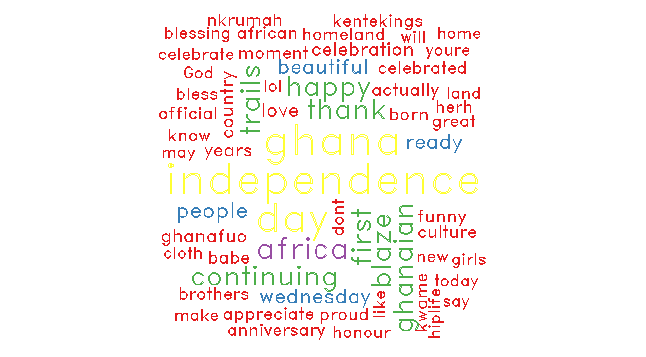 nkrumah kentekings
blessing african homeland will home
celebrate moment celebration youre
God beautiful celebrated
bless country trails lol happy actually land
official love thank born herh
great
know ghana ready
may years
independence
people day dont first blaze ghanaian funny
ghanafuo culture
cloth babe africa new girls
continuing today
brothers wednesday like kwame hiplife say
make appreciate proud
anniversary honour